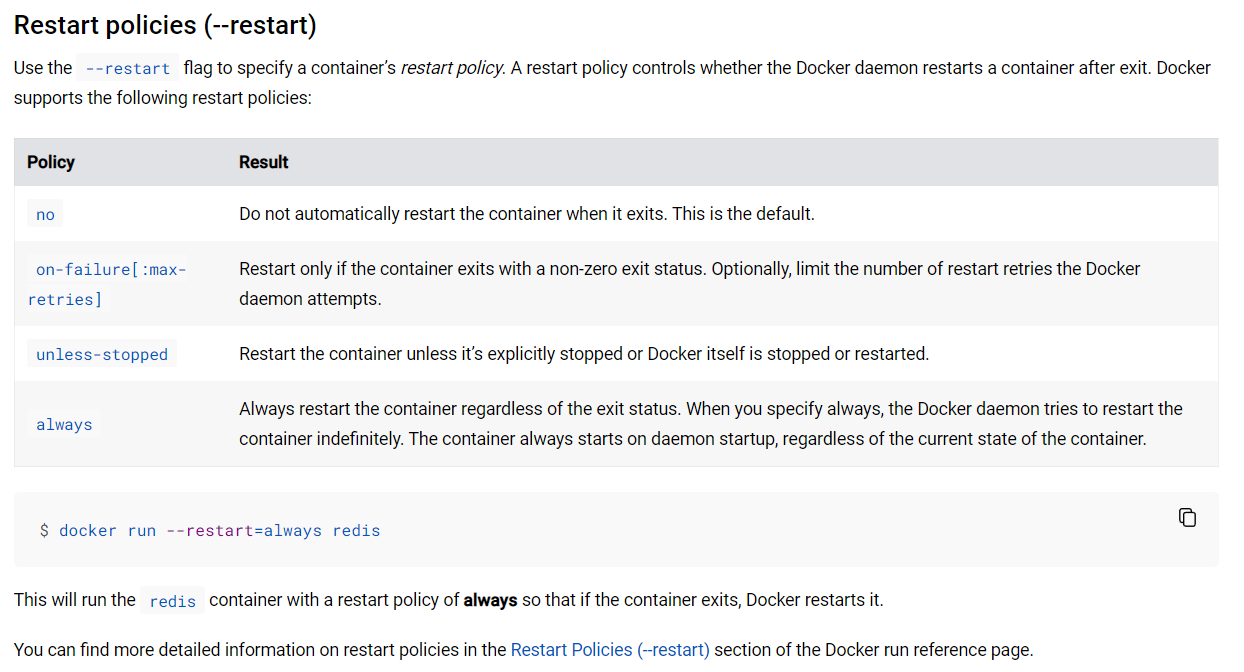 Restart policies (--restart)
Use the --restart flag to specify a container’s restart policy. A restart policy controls whether the Docker daemon restarts a container after exit. Docker
supports the following restart policies:
Policy Result
no Do not automatically restart the container when it exits. This is the default.
on-failure[:max-
retries]
Restart only if the container exits with a non-zero exit status. Optionally, limit the number of restart retries the Docker
daemon attempts.
unless-stopped Restart the container unless it’s explicitly stopped or Docker itself is stopped or restarted.
always
Always restart the container regardless of the exit status. When you specify always, the Docker daemon tries to restart the
container indefinitely. The container always starts on daemon startup, regardless of the current state of the container.
$ docker run --restart=always redis
This will run the redis container with a restart policy of always so that if the container exits, Docker restarts it.
You can find more detailed information on restart policies in the Restart Policies (--restart) section of the Docker run reference page.